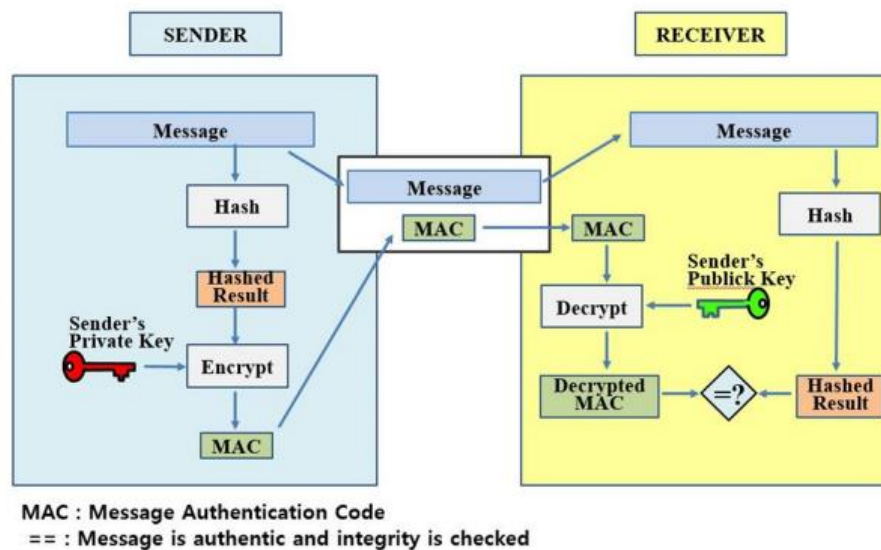 SENDER
RECEIVER
Message
Message
Message
Hash
MAC
MAC
Hash
Hashed
Result
Sender's
Publick Key
Sender's
Private Key
Decrypt
Encrypt
Decrypted
MAC
=?
Hashed
Result
MAC
MAC : Message Authentication Code
== : Message is authentic and integrity is checked